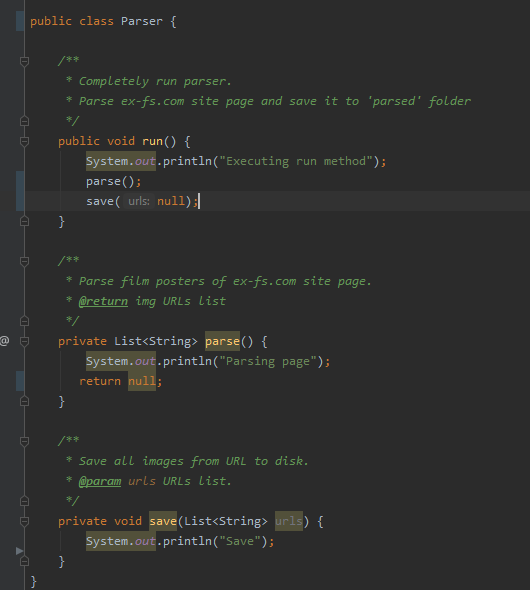 public class Parser {
/**
* Completely run parser.
* Parse ex-fs.com site page and save it to 'parsed' folder
*/
public void run() {
System.out.println("Executing run method");
parse();
save( urls: null);
}
/**
* Parse film posters of ex-fs.com site page.
* @return img URLs list
*/
@ private List<String> parse() {
System.out.println("Parsing page");
return null;
}
/**
* Save all images from URL to disk.
* @param urls URLs list.
*/
private void save(List<String> urls) {
System.out.println("Save");
}
}